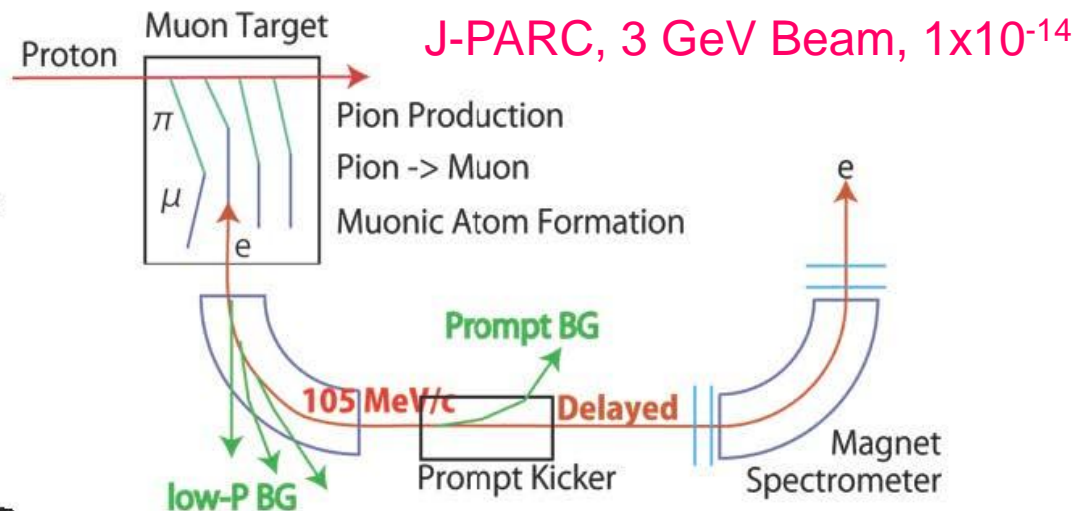 Muon Target
J-PARC, 3 GeV Beam, 1x10⁻¹⁴
Proton
π
Pion Production
Pion -> Muon
μ
Muonic Atom Formation
e
e
Prompt BG
105 MeV/c
Delayed
Prompt Kicker
Magnet
Spectrometer
low-P BG